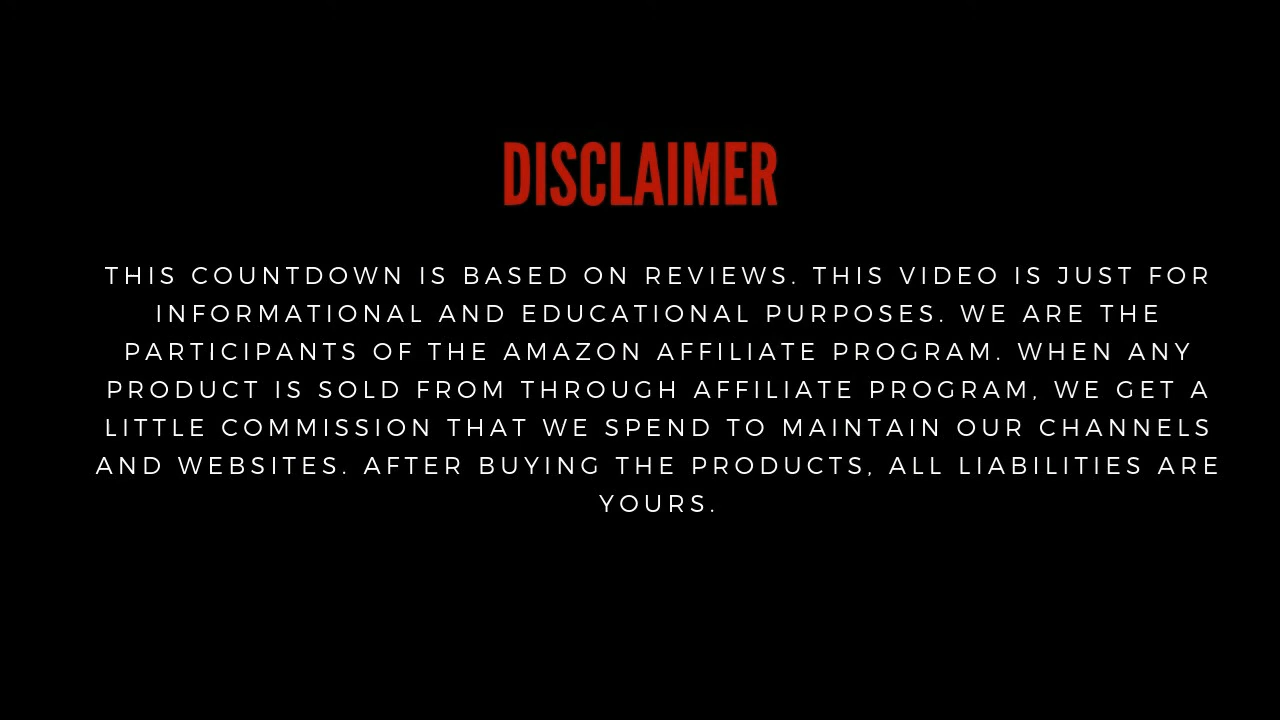 DISCLAIMER
THIS COUNTDOWN IS BASED ON REVIEWS. THIS VIDEO IS JUST FOR
INFORMATIONAL AND EDUCATIONAL PURPOSES. WE ARE THE
PARTICIPANTS OF THE AMAZON AFFILIATE PROGRAM. WHEN ANY
PRODUCT IS SOLD FROM THROUGH AFFILIATE PROGRAM, WE GET A
LITTLE COMMISSION THAT WE SPEND TO MAINTAIN OUR CHANNELS
AND WEBSITES. AFTER BUYING THE PRODUCTS, ALL LIABILITIES ARE
YOURS.